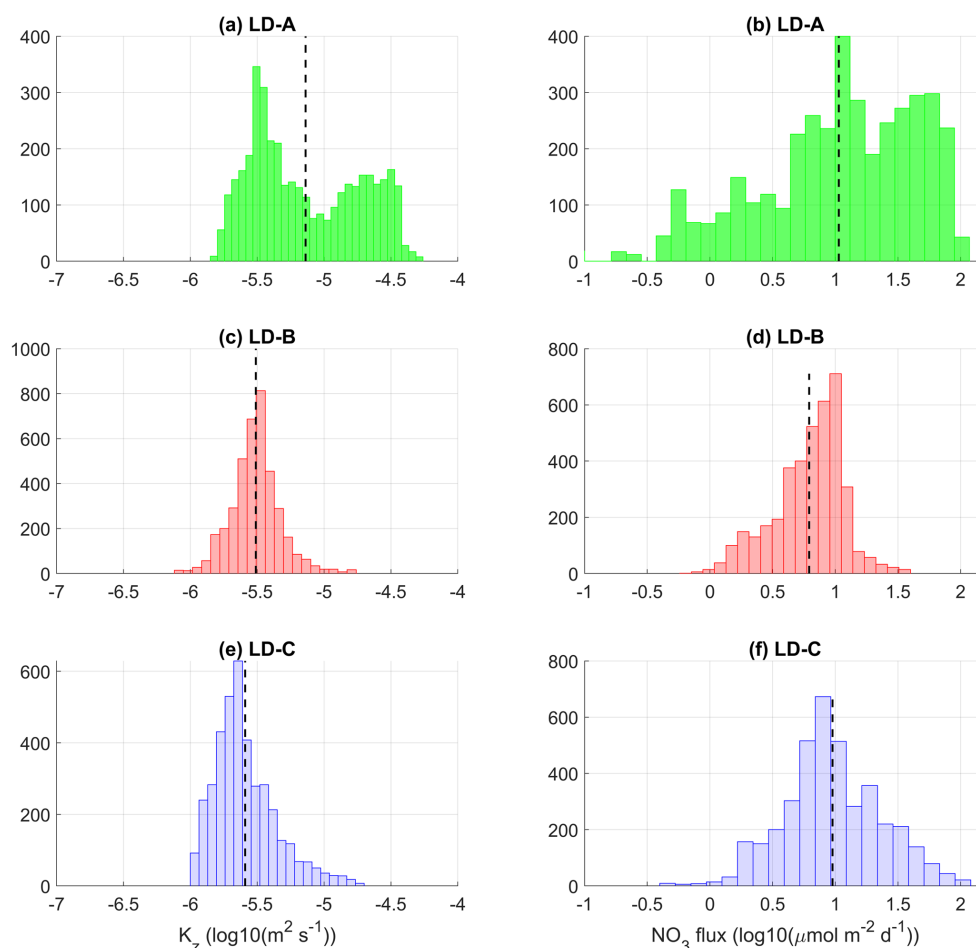 (a) LD-A
(b) LD-A
400
300
200
100
0
-7 -6.5 -6 -5.5 -5 -4.5 -4
400
300
200
100
0
-1 -0.5 0 0.5 1 1.5 2
(c) LD-B
(d) LD-B
1000
800
600
400
200
0
-7 -6.5 -6 -5.5 -5 -4.5 -4
800
600
400
200
0
-1 -0.5 0 0.5 1 1.5 2
(e) LD-C
(f) LD-C
600
400
200
0
-7 -6.5 -6 -5.5 -5 -4.5 -4
K (log10(m² s⁻¹))
800
600
400
200
0
-1 -0.5 0 0.5 1 1.5 2
NO₃ flux (log10(μmol m⁻² d⁻¹))